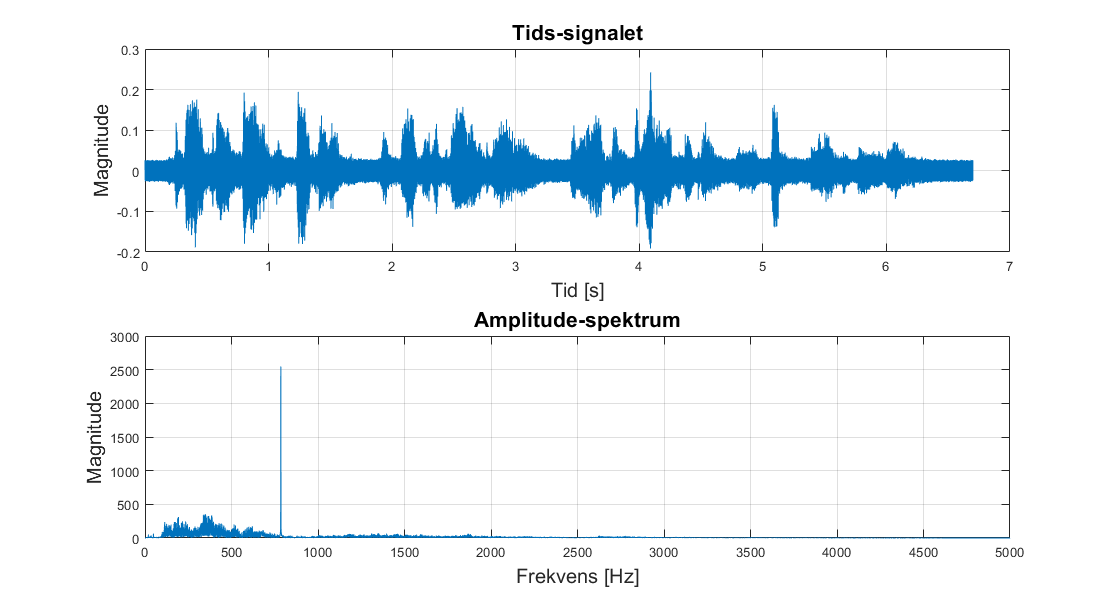 Tids-signalet
0.3
0.2
0.1
0
-0.1
-0.2
Magnitude
0 1 2 3 4 5 6 7
Tid [s]
Amplitude-spektrum
3000
2500
2000
1500
1000
500
0
Magnitude
0 500 1000 1500 2000 2500 3000 3500 4000 4500 5000
Frekvens [Hz]